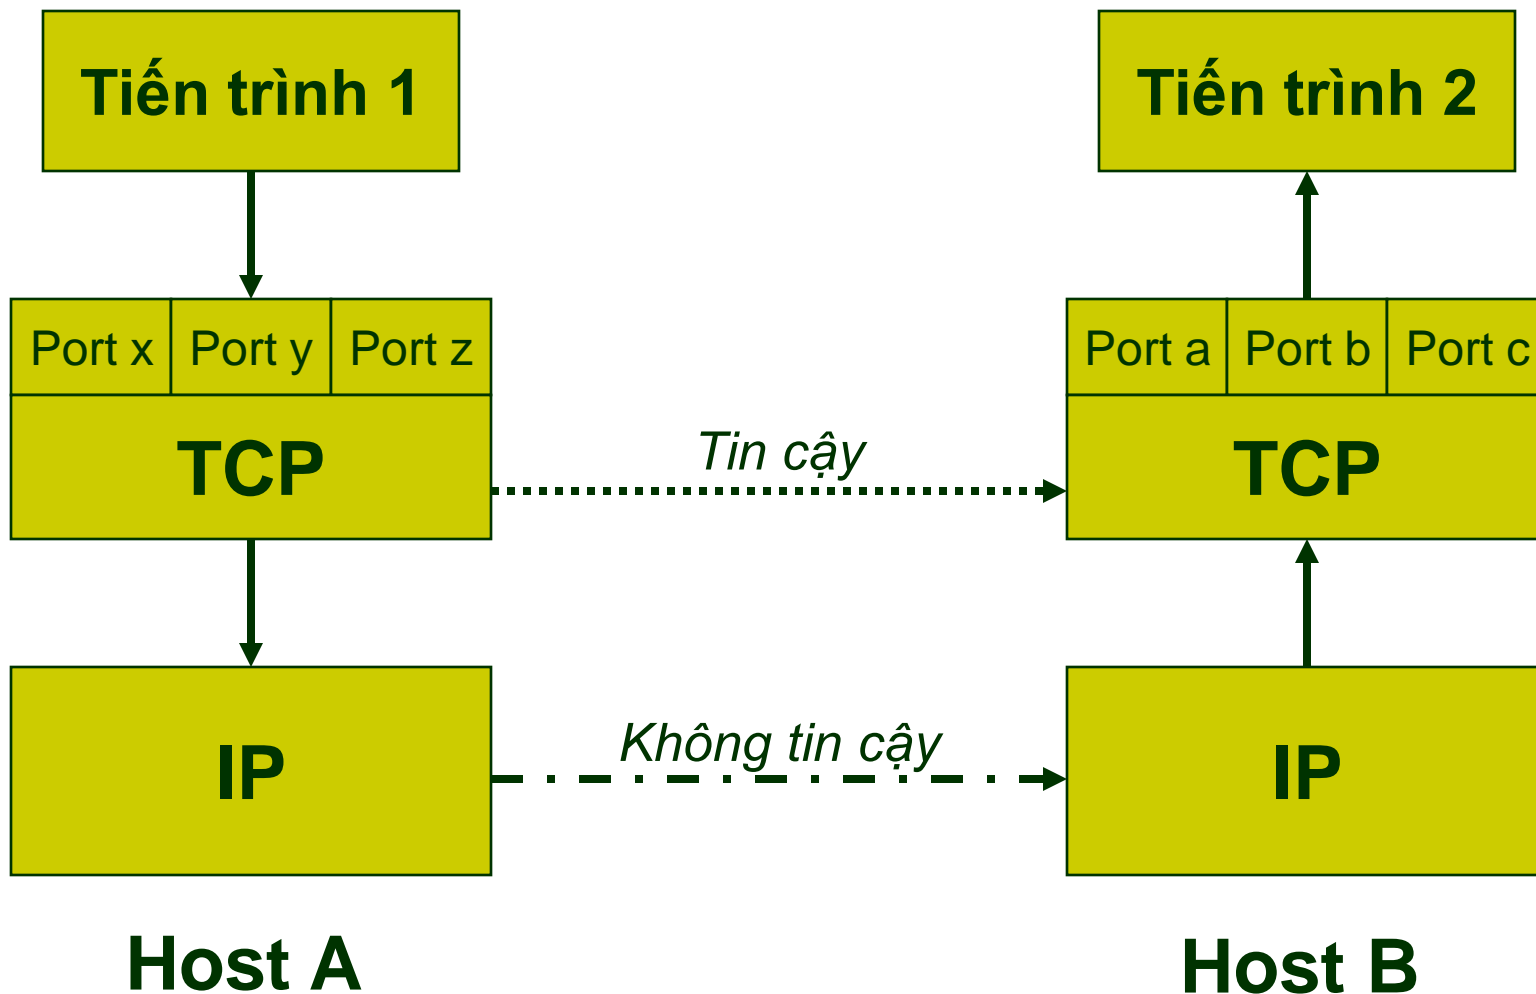 Tiến trình 1
Tiến trình 2
Port x
Port y
Port z
Port a
Port b
Port c
TCP
Tin cậy
TCP
IP
Không tin cậy
IP
Host A
Host B